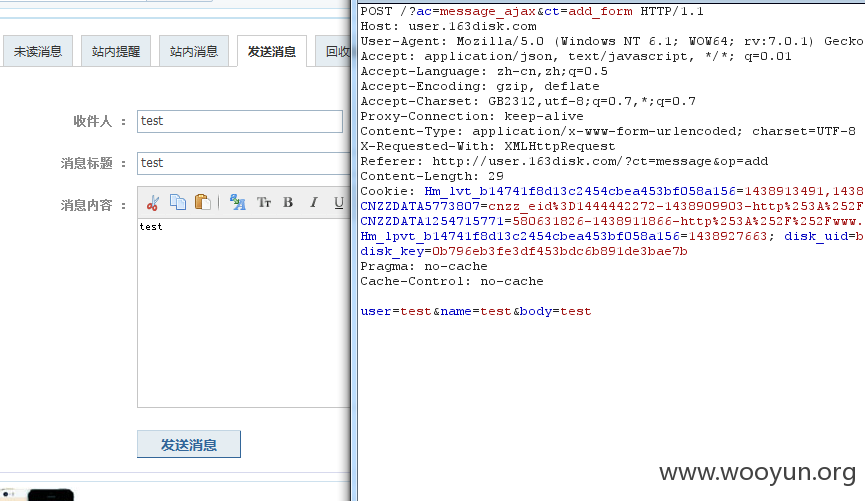 未读消息 站内提醒 站内消息 发送消息 回收
收件人 : test
消息标题 : test
消息内容 :
Tr B I U
test
发送消息
POST /?ac=message_ajax&ct=add_form HTTP/1.1
Host: user.163disk.com
User-Agent: Mozilla/5.0 (Windows NT 6.1; WOW64; rv:7.0.1) Gecko
Accept: application/json, text/javascript, */*; q=0.01
Accept-Language: zh-cn,zh;q=0.5
Accept-Encoding: gzip, deflate
Accept-Charset: GB2312,utf-8;q=0.7,*;q=0.7
Proxy-Connection: keep-alive
Content-Type: application/x-www-form-urlencoded; charset=UTF-8
X-Requested-With: XMLHttpRequest
Referer: http://user.163disk.com/?ct=message&op=add
Content-Length: 29
Cookie: Hm_lvt_b14741f8d13c2454cbea453bf058a156=1438913491,1438
CNZZDATA5773807=cnzz_eid%3D1444442272-1438909903-http%253A%252F
CNZZDATA1254715771=580631826-1438911866-http%253A%252F%252Fwww.
Hm_lpvt_b14741f8d13c2454cbea453bf058a156=1438927663; disk_uid=b
disk_key=0b796eb3fe3df453bdc6b891de3bae7b
Pragma: no-cache
Cache-Control: no-cache
user=test&name=test&body=test
www.wooyun.org